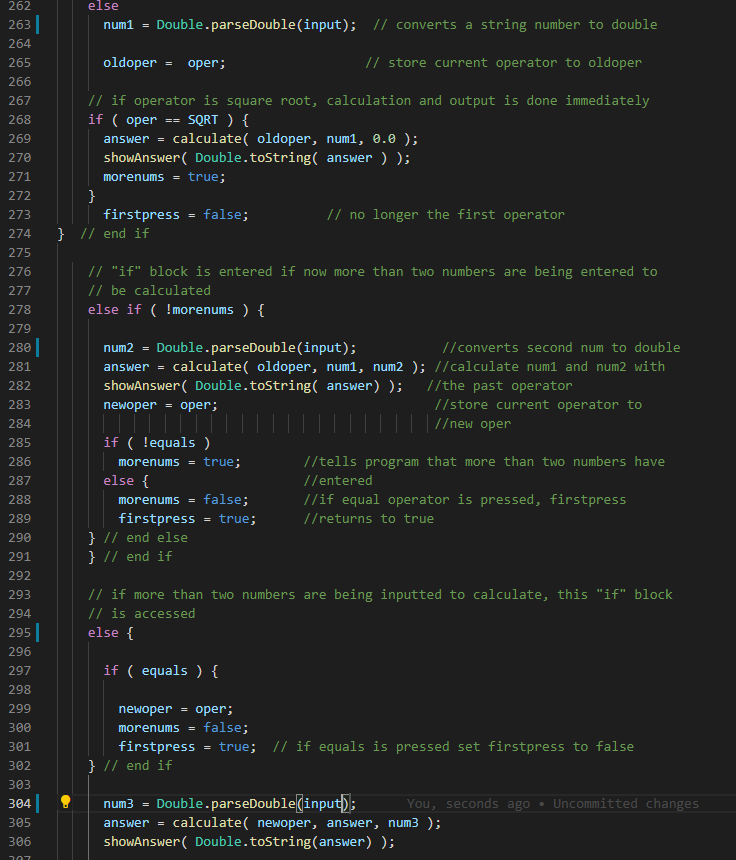 262 else
263 num1 = Double.parseDouble(input);  // converts a string number to double
264
265 oldoper =  oper;                  // store current operator to oldoper
266
267 // if operator is square root, calculation and output is done immediately
268 if ( oper == SQRT ) {
269 answer = calculate( oldoper, num1, 0.0 );
270 showAnswer( Double.toString( answer ) );
271 morenums = true;
272 }
273 firstpress = false;          // no longer the first operator
274 }  // end if
275
276 // "if" block is entered if now more than two numbers are being entered to
277 // be calculated
278 else if ( !morenums ) {
279
280 num2 = Double.parseDouble(input);           //converts second num to double
281 answer = calculate( oldoper, num1, num2 ); //calculate num1 and num2 with
282 showAnswer( Double.toString( answer) );   //the past operator
283 newoper = oper;                            //store current operator to
284 //new oper
285 if ( !equals )
286 morenums = true;        //tells program that more than two numbers have
287 else {                    //entered
288 morenums = false;       //if equal operator is pressed, firstpress
289 firstpress = true;      //returns to true
290 } // end else
291 } // end if
292
293 // if more than two numbers are being inputted to calculate, this "if" block
294 // is accessed
295 else {
296
297 if ( equals ) {
298
299 newoper = oper;
300 morenums = false;
301 firstpress = true;  // if equals is pressed set firstpress to false
302 } // end if
303
304 num3 = Double.parseDouble(input);      You, seconds ago • Uncommitted changes
305 answer = calculate( newoper, answer, num3 );
306 showAnswer( Double.toString(answer) );
307